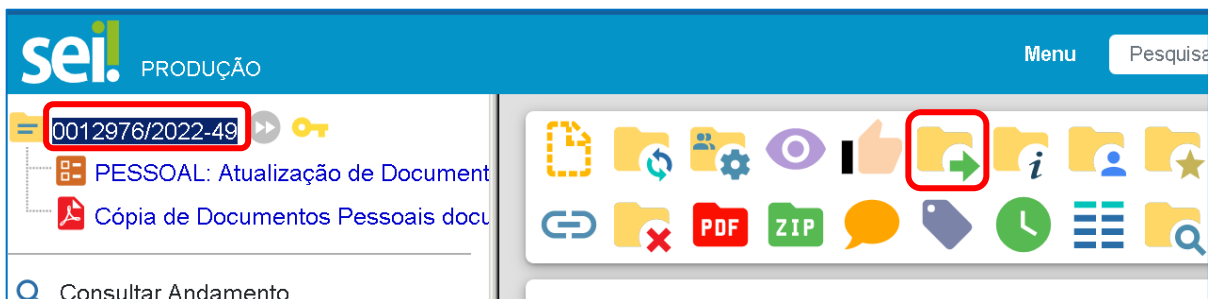 sei!
PRODUÇÃO
Menu
Pesquisa
0012976/2022-49
PESSOAL: Atualização de Document
Cópia de Documentos Pessoais docu
i
PDF
ZIP
Consultar Andamento